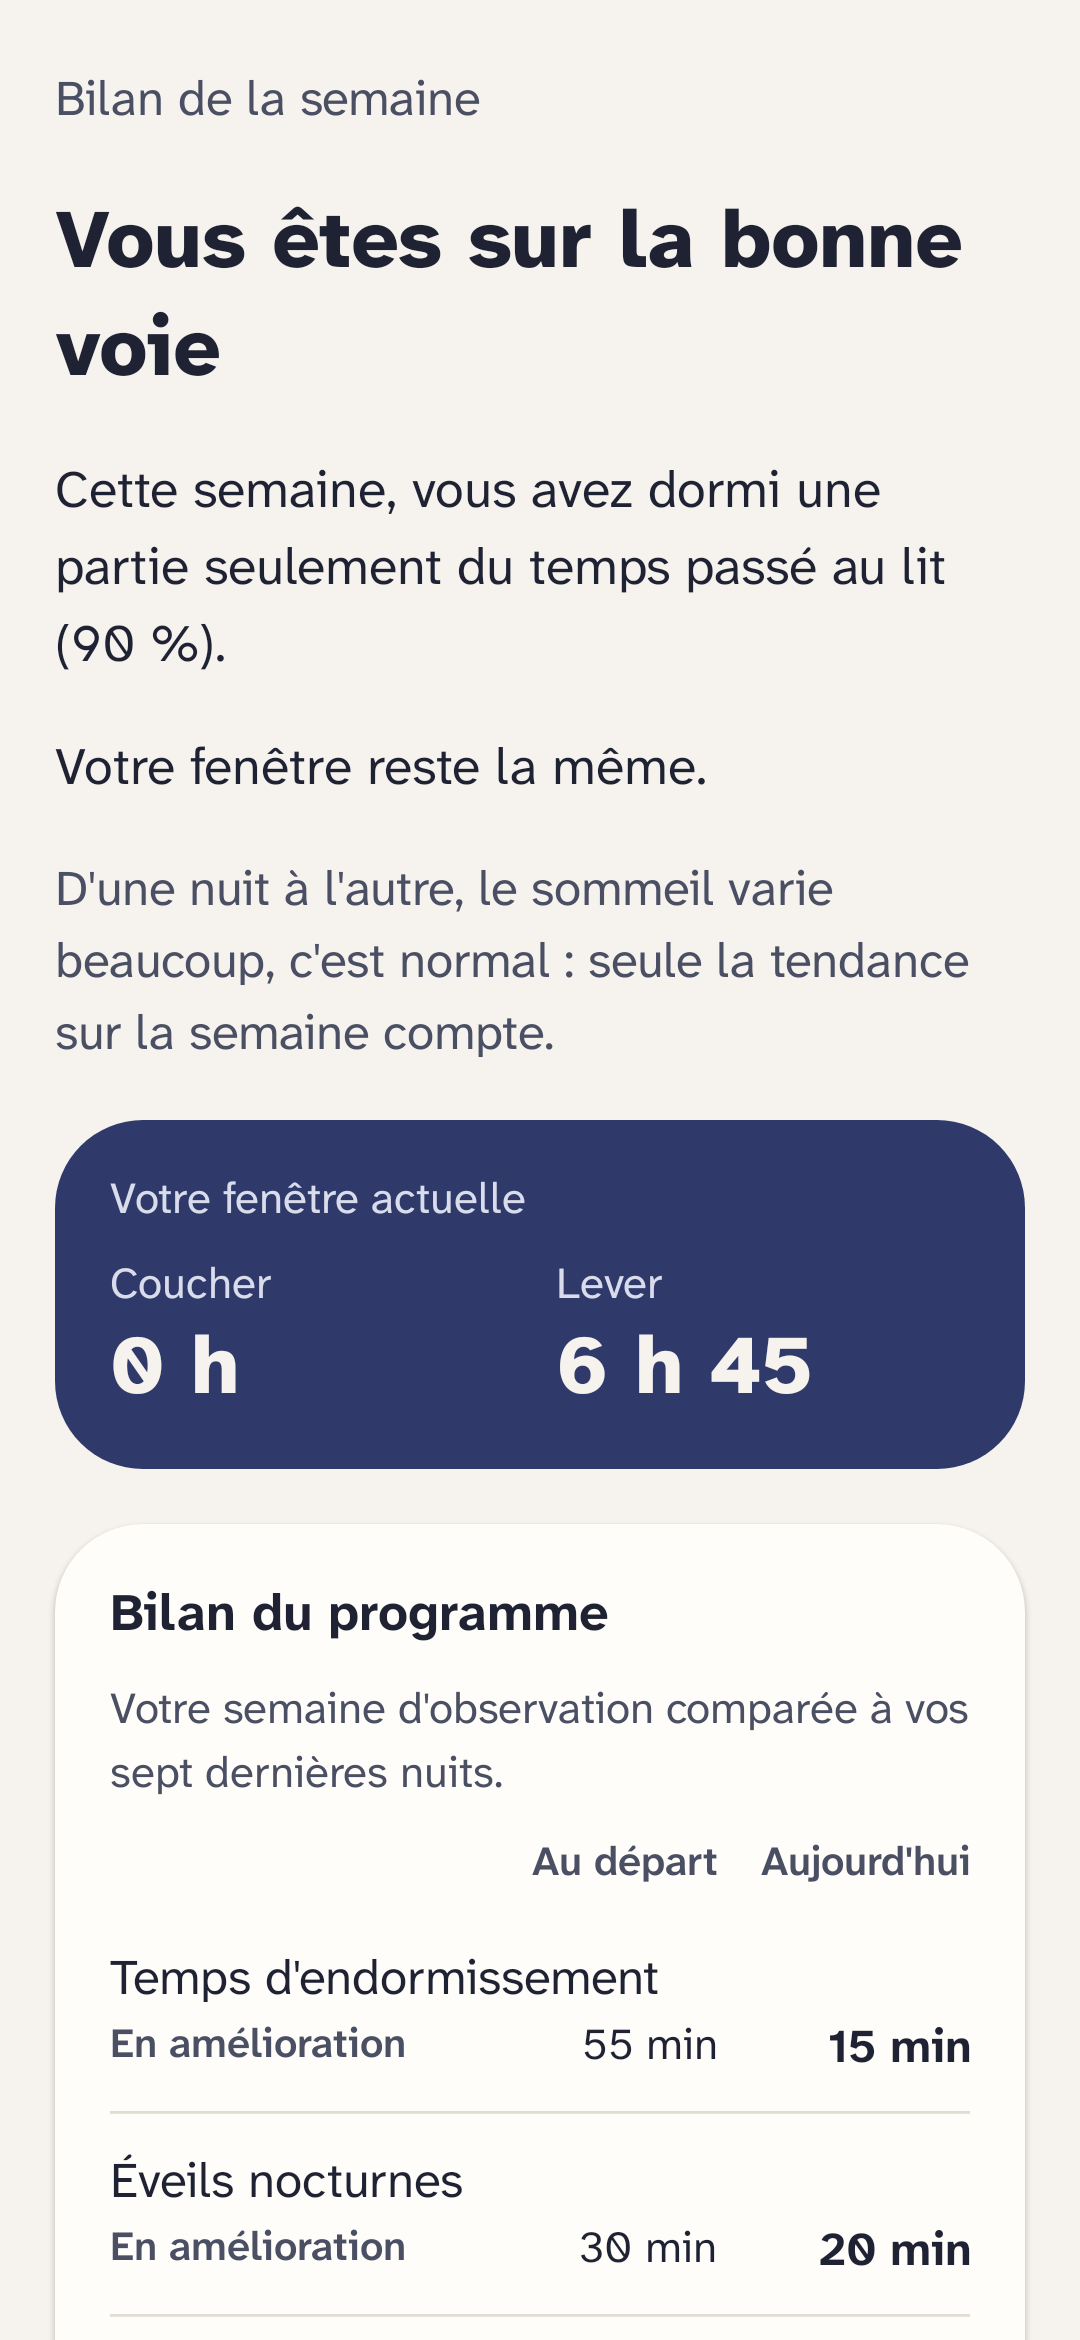 Bilan de la semaine
Vous êtes sur la bonne
voie
Cette semaine, vous avez dormi une
partie seulement du temps passé au lit
(90 %).
Votre fenêtre reste la même.
D'une nuit à l'autre, le sommeil varie
beaucoup, c'est normal : seule la tendance
sur la semaine compte.
Votre fenêtre actuelle
Coucher Lever
0 h 6 h 45
Bilan du programme
Votre semaine d'observation comparée à vos
sept dernières nuits.
Au départ Aujourd'hui
Temps d'endormissement
En amélioration 55 min 15 min
Éveils nocturnes
En amélioration 30 min 20 min